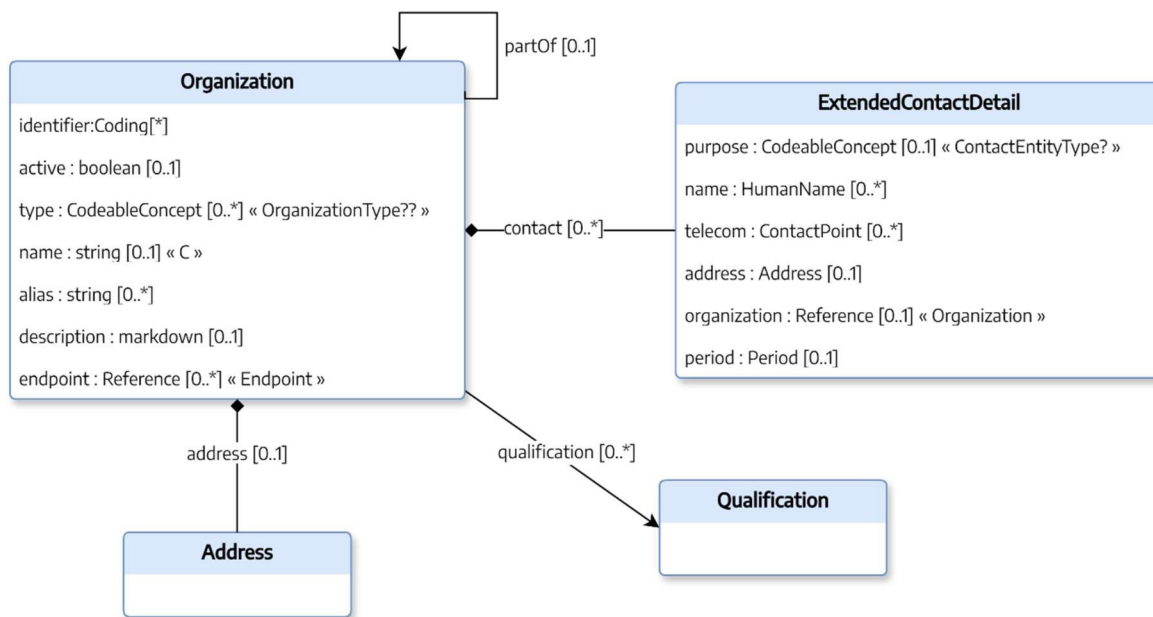 partOf [0..1]
Organization
identifier:Coding[*]
active : boolean [0..1]
type : CodeableConcept [0..*] « OrganizationType?? »
name : string [0..1] « C »
alias : string [0..*]
description : markdown [0..1]
endpoint : Reference [0..*] « Endpoint »
contact [0..*]
ExtendedContactDetail
purpose : CodeableConcept [0..1] « ContactEntityType? »
name : HumanName [0..*]
telecom : ContactPoint [0..*]
address : Address [0..1]
organization : Reference [0..1] « Organization »
period : Period [0..1]
address [0..1]
qualification [0..*]
Qualification
Address